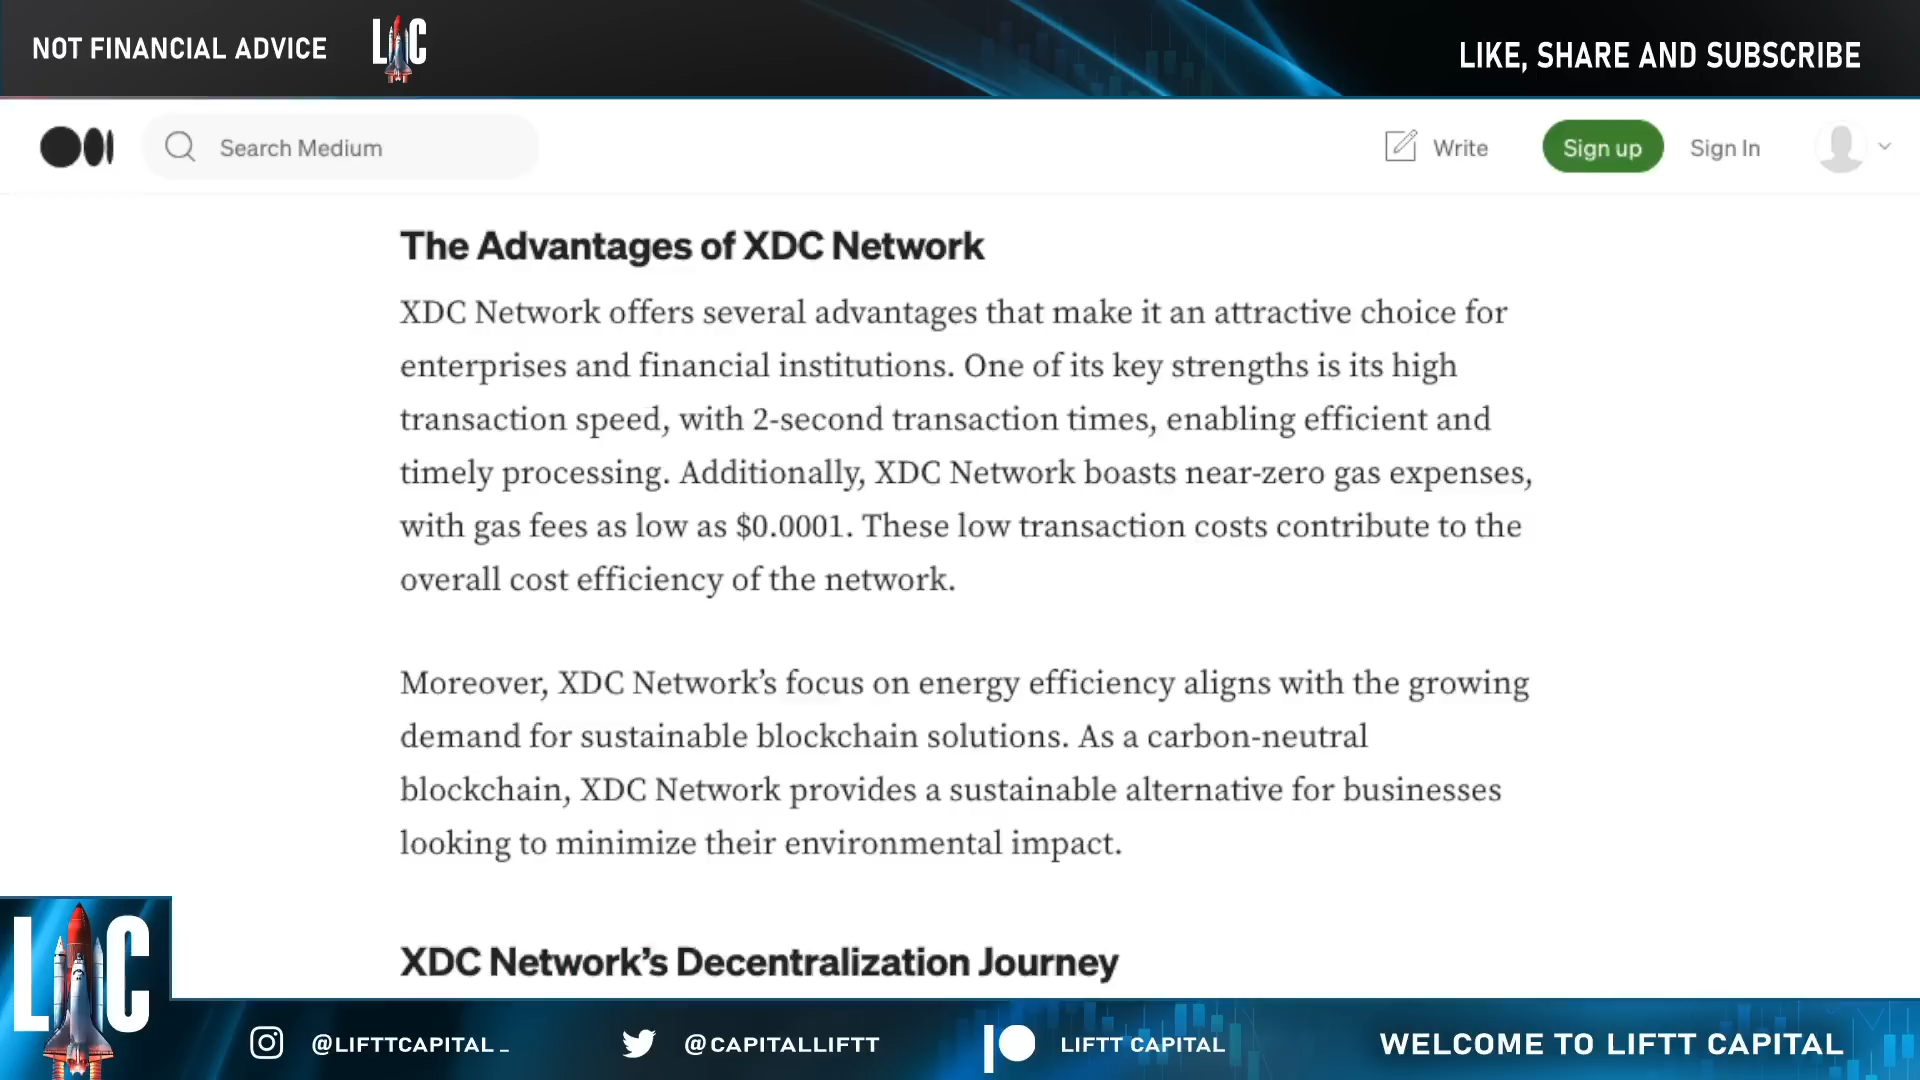 NOT FINANCIAL ADVICE
LC
LIKE, SHARE AND SUBSCRIBE
Search Medium
Write
Sign up
Sign In
The Advantages of XDC Network
XDC Network offers several advantages that make it an attractive choice for
enterprises and financial institutions. One of its key strengths is its high
transaction speed, with 2-second transaction times, enabling efficient and
timely processing. Additionally, XDC Network boasts near-zero gas expenses,
with gas fees as low as $0.0001. These low transaction costs contribute to the
overall cost efficiency of the network.
Moreover, XDC Network’s focus on energy efficiency aligns with the growing
demand for sustainable blockchain solutions. As a carbon-neutral
blockchain, XDC Network provides a sustainable alternative for businesses
looking to minimize their environmental impact.
XDC Network’s Decentralization Journey
LC
@LIFTTCAPITAL_
@CAPITALLIFTT
LIFTT CAPITAL
WELCOME TO LIFTT CAPITAL